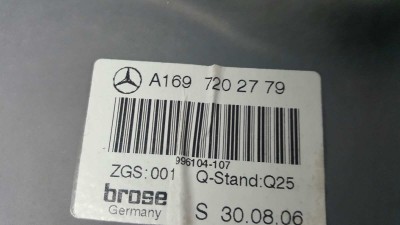 A169 720 27 79
996104-107
ZGS:001 Q-Stand:Q25
brose
Germany S 30.08.06